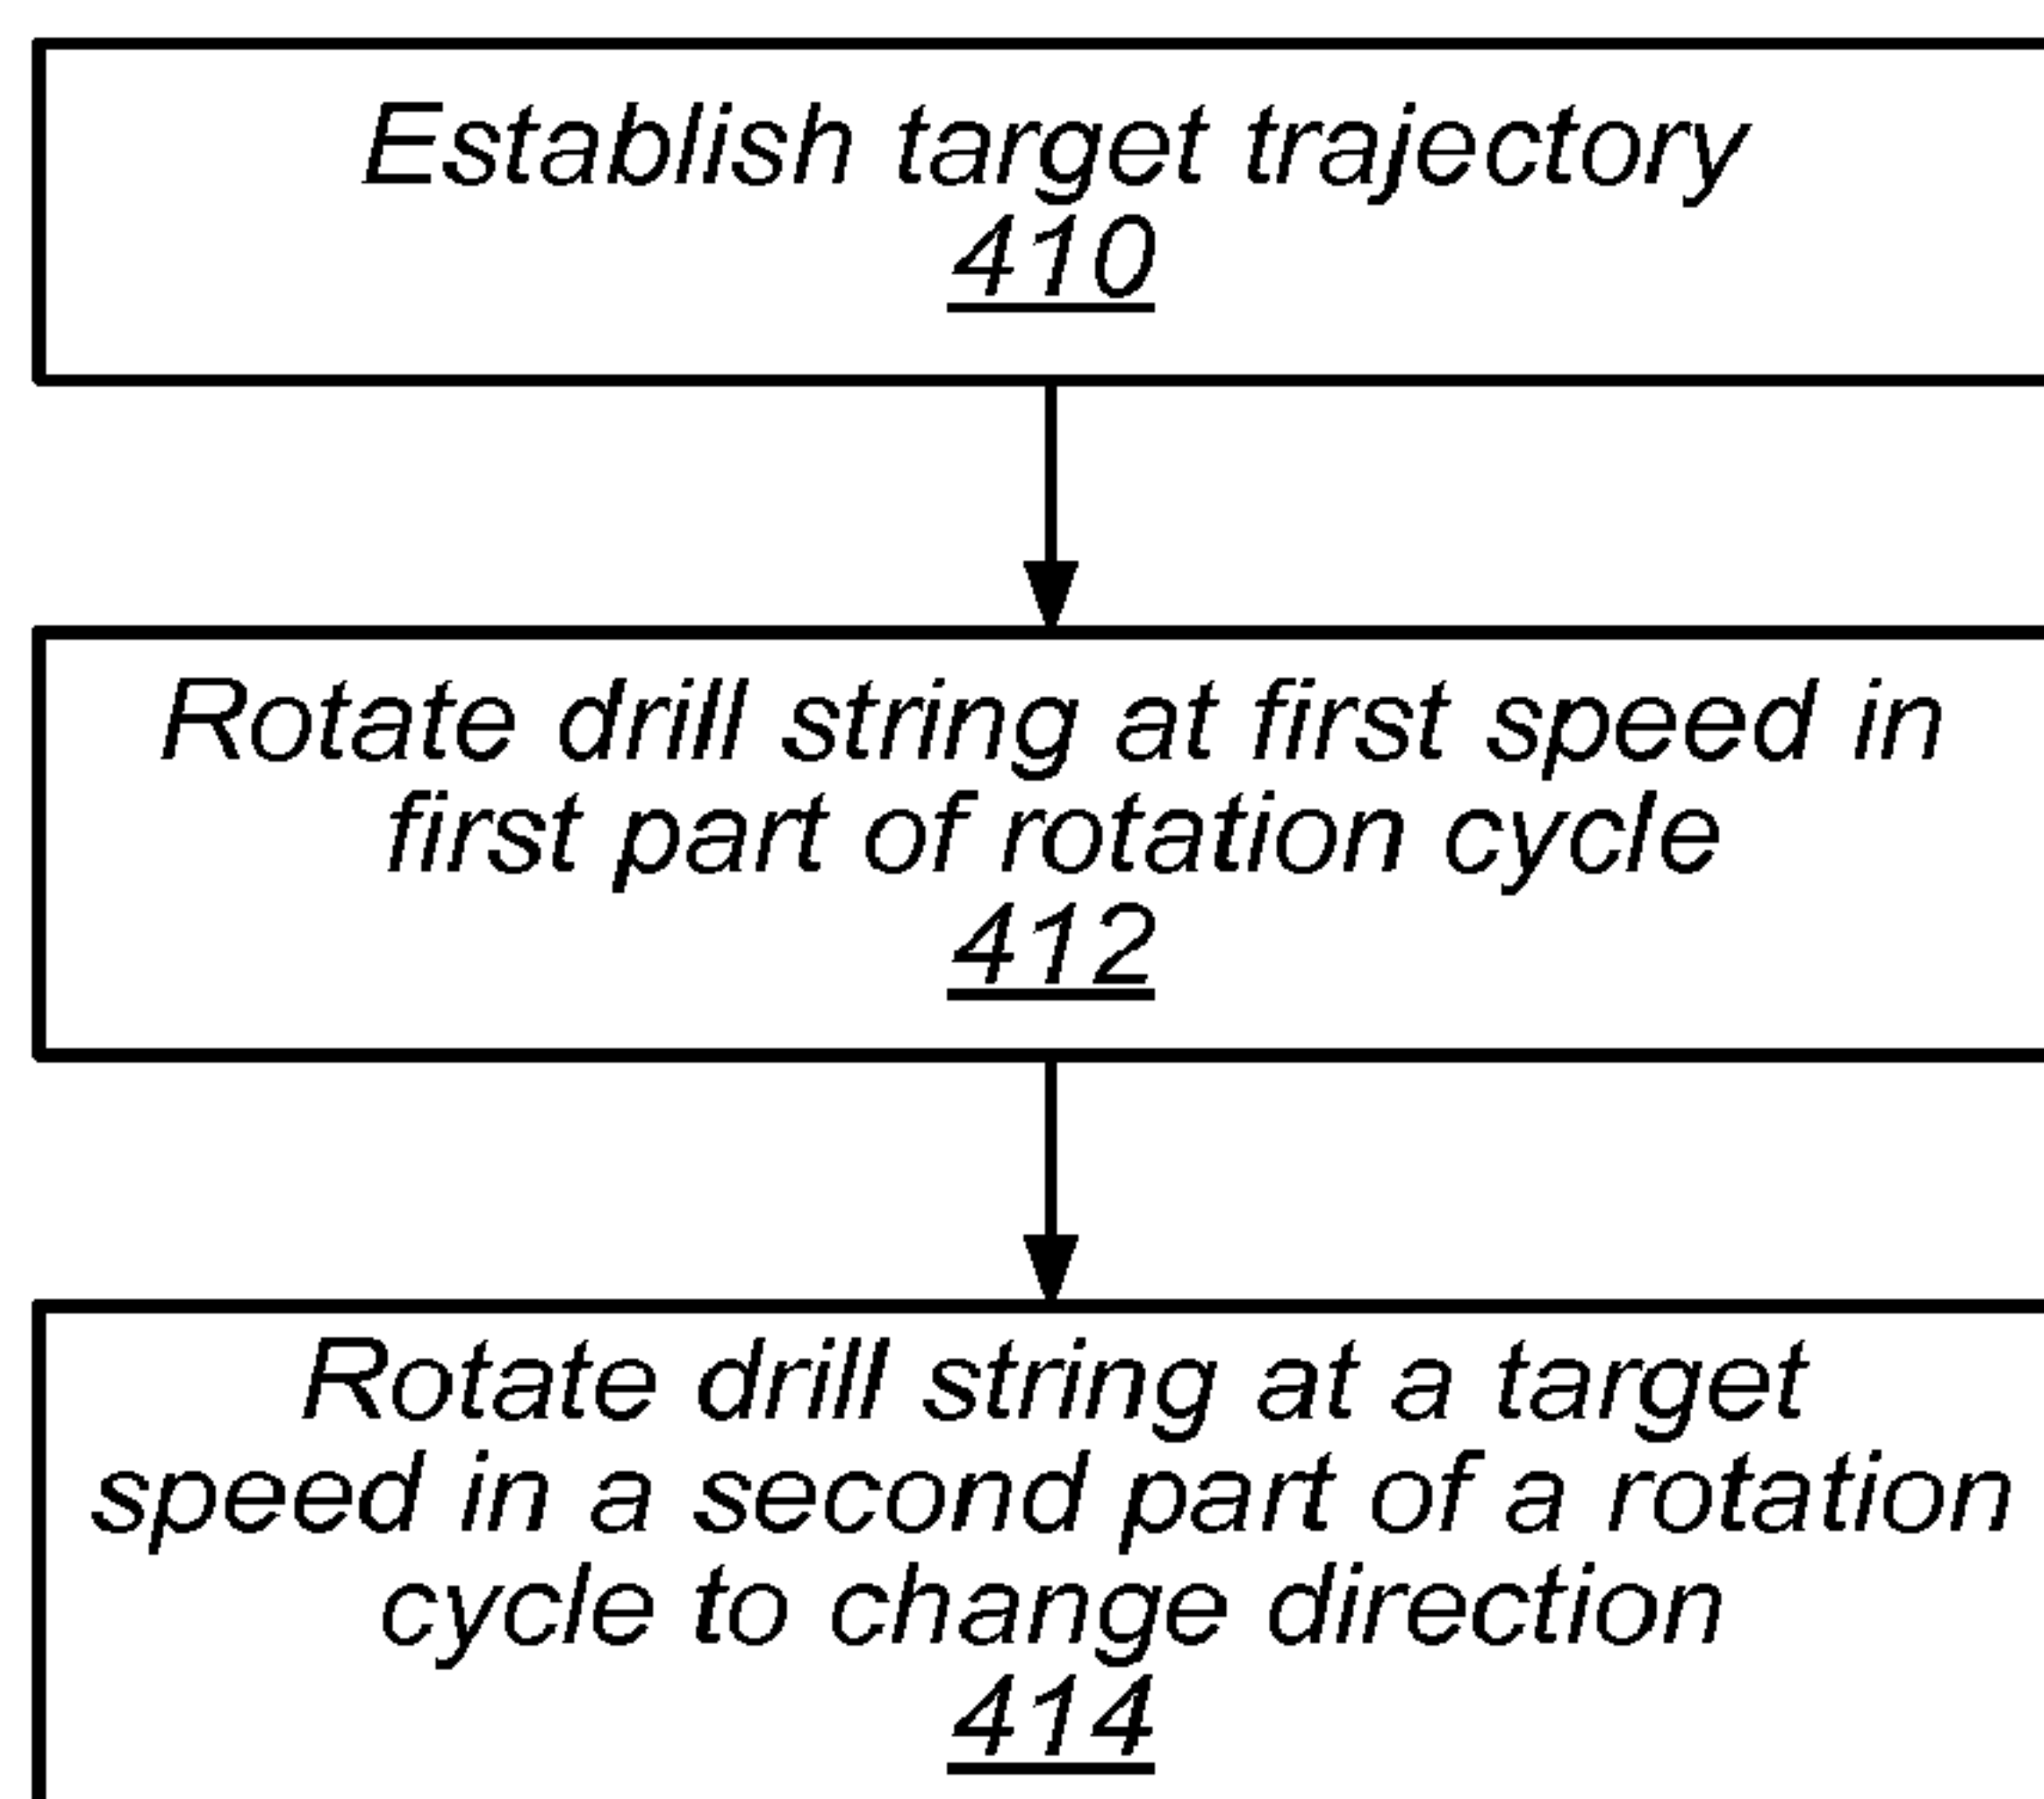 Establish target trajectory
410
Rotate drill string at first speed in
first part of rotation cycle
412
Rotate drill string at a target
speed in a second part of a rotation
cycle to change direction
414